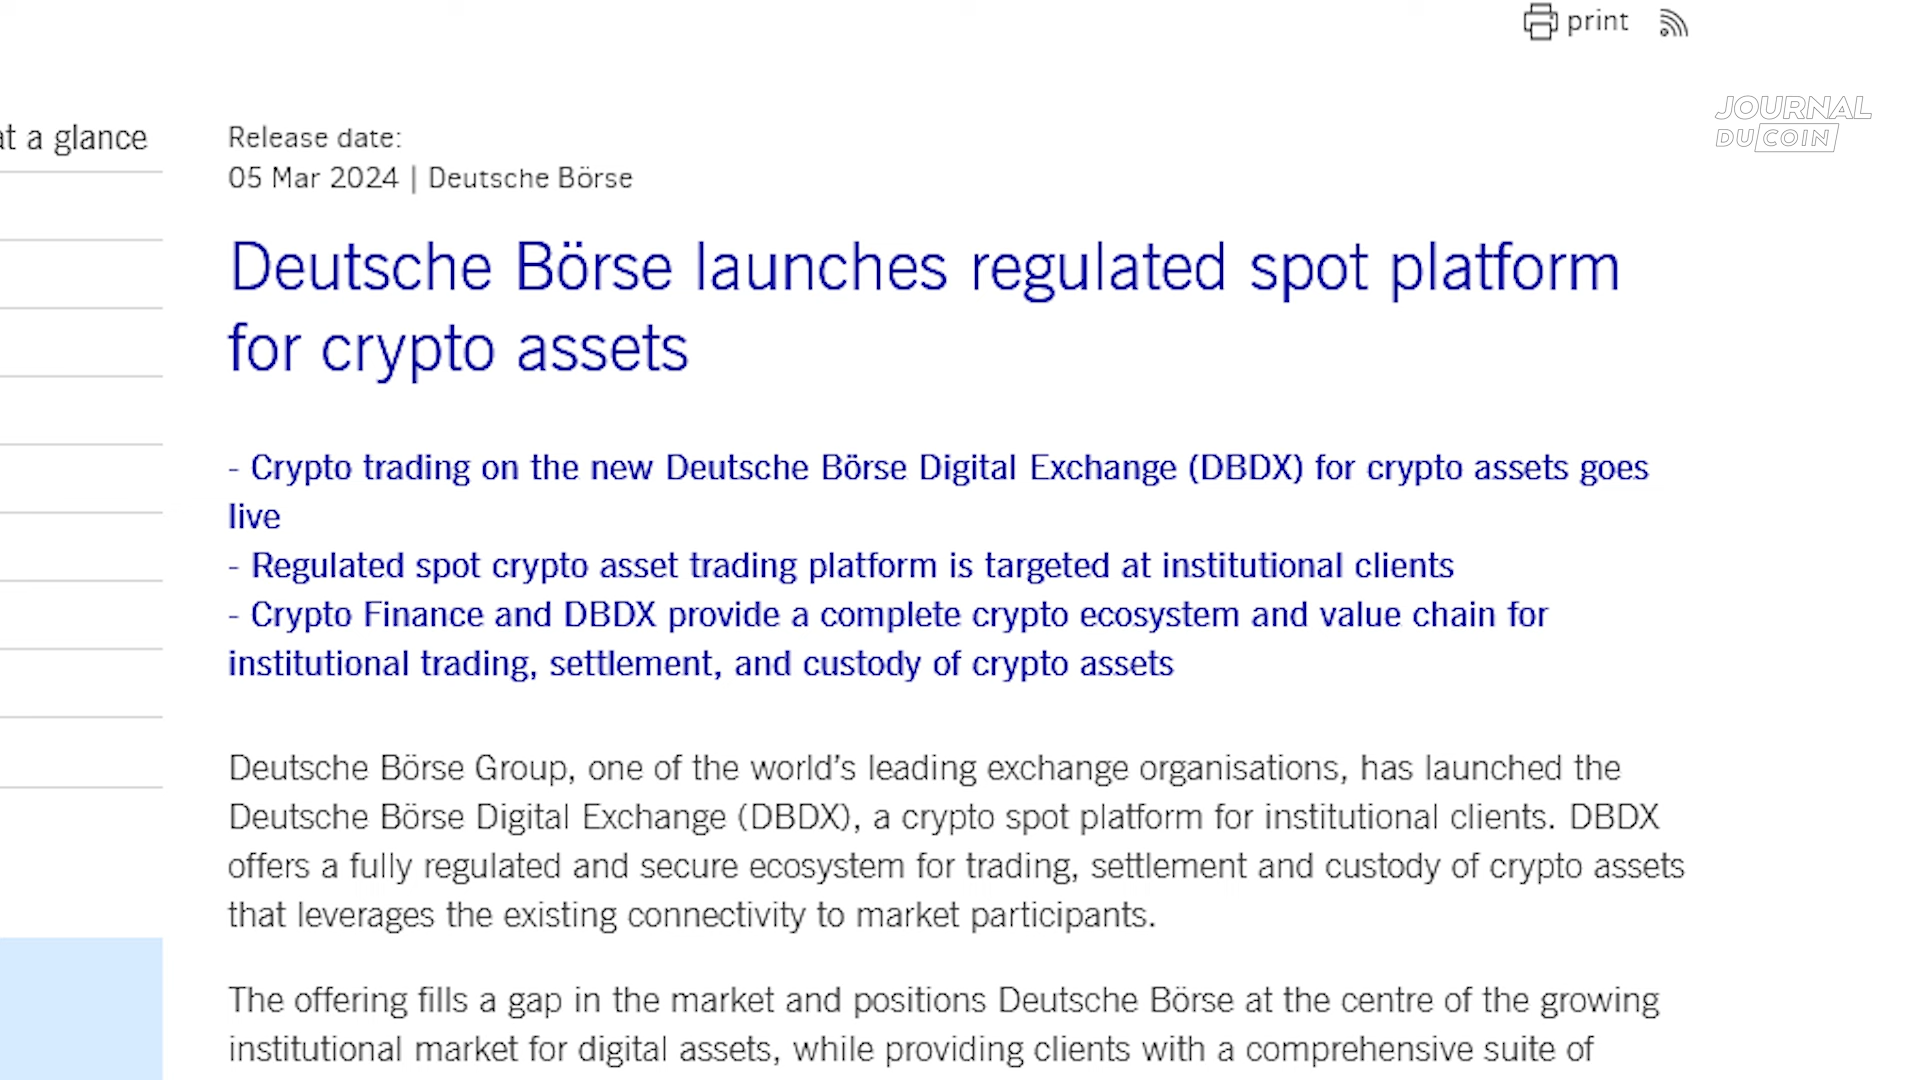 print
JOURNAL
DU COIN
at a glance
Release date:
05 Mar 2024 | Deutsche Börse
Deutsche Börse launches regulated spot platform
for crypto assets
- Crypto trading on the new Deutsche Börse Digital Exchange (DBDX) for crypto assets goes
live
- Regulated spot crypto asset trading platform is targeted at institutional clients
- Crypto Finance and DBDX provide a complete crypto ecosystem and value chain for
institutional trading, settlement, and custody of crypto assets
Deutsche Börse Group, one of the world’s leading exchange organisations, has launched the
Deutsche Börse Digital Exchange (DBDX), a crypto spot platform for institutional clients. DBDX
offers a fully regulated and secure ecosystem for trading, settlement and custody of crypto assets
that leverages the existing connectivity to market participants.
The offering fills a gap in the market and positions Deutsche Börse at the centre of the growing
institutional market for digital assets, while providing clients with a comprehensive suite of